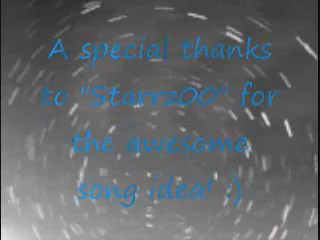 A special thanks
to "Starrz00" for
the awesome
song idea! :)